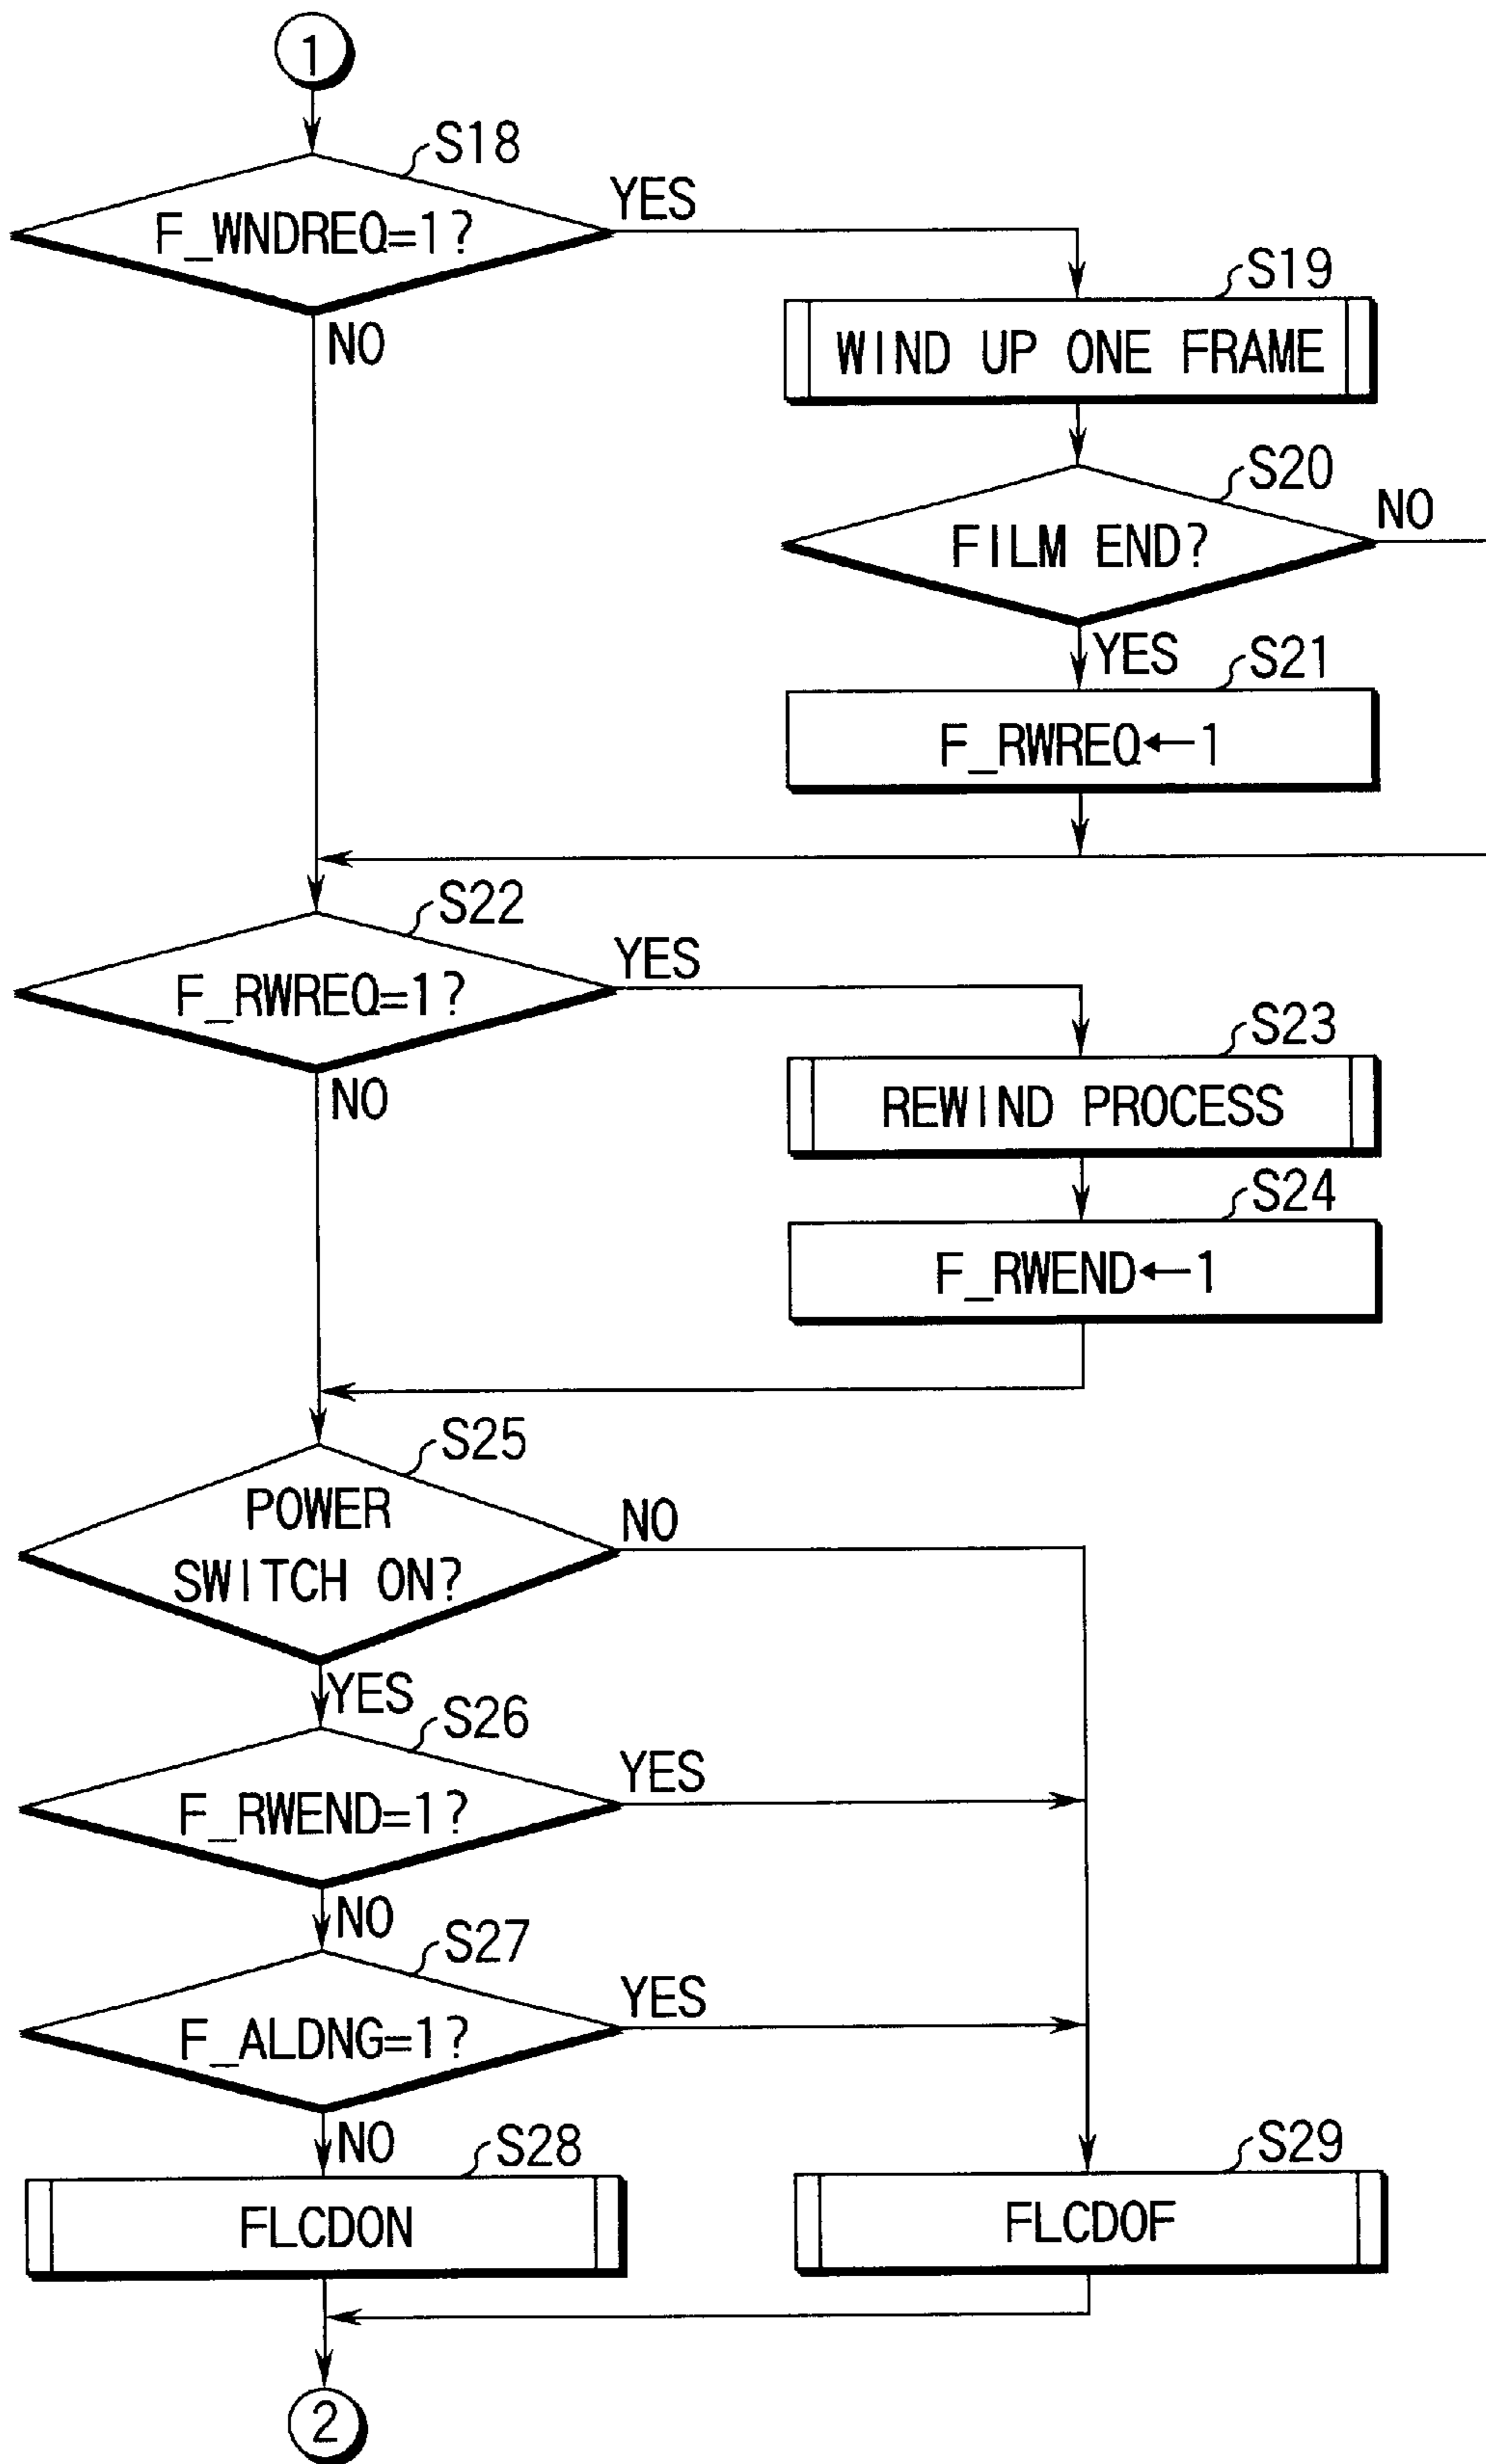 1
S18
F_WNDREQ=1?
YES
NO
S19
WIND UP ONE FRAME
S20
FILM END?
NO
YES
S21
F_RWREQ←1
S22
F_RWREQ=1?
YES
NO
S23
REWIND PROCESS
S24
F_RWEND←1
S25
POWER
SWITCH ON?
NO
YES
S26
F_RWEND=1?
YES
NO
S27
F_ALDNG=1?
YES
NO
S28
FLCDON
S29
FLCDOF
2